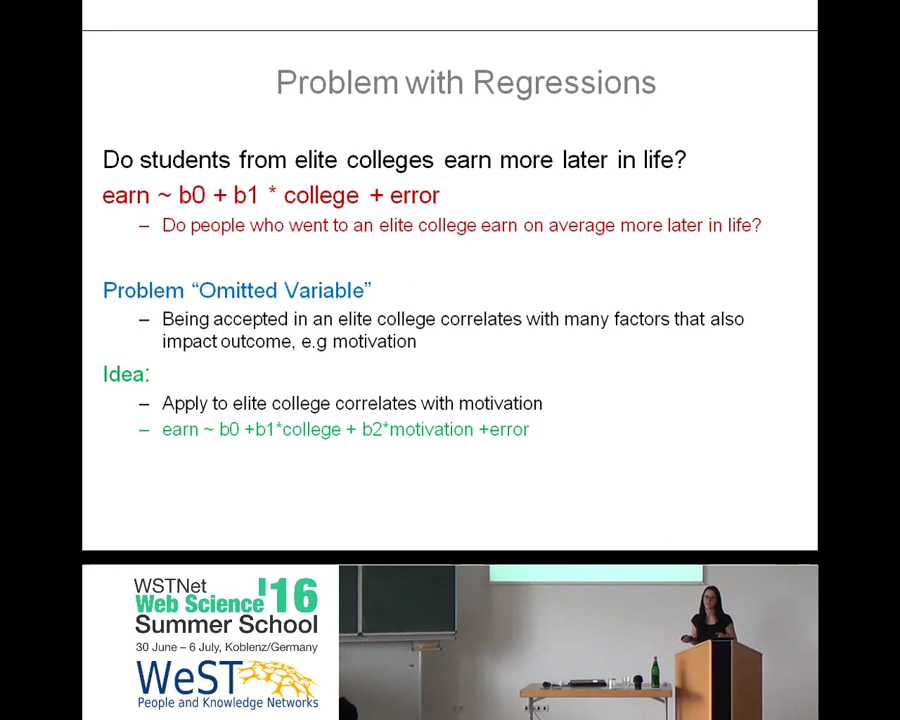 Problem with Regressions
Do students from elite colleges earn more later in life?
earn ~ b0 + b1 * college + error
– Do people who went to an elite college earn on average more later in life?
Problem “Omitted Variable”
– Being accepted in an elite college correlates with many factors that also
impact outcome, e.g motivation
Idea:
– Apply to elite college correlates with motivation
– earn ~ b0 +b1*college + b2*motivation +error
WSTNet
Web Science '16
Summer School
30 June – 6 July, Koblenz/Germany
WeST
People and Knowledge Networks